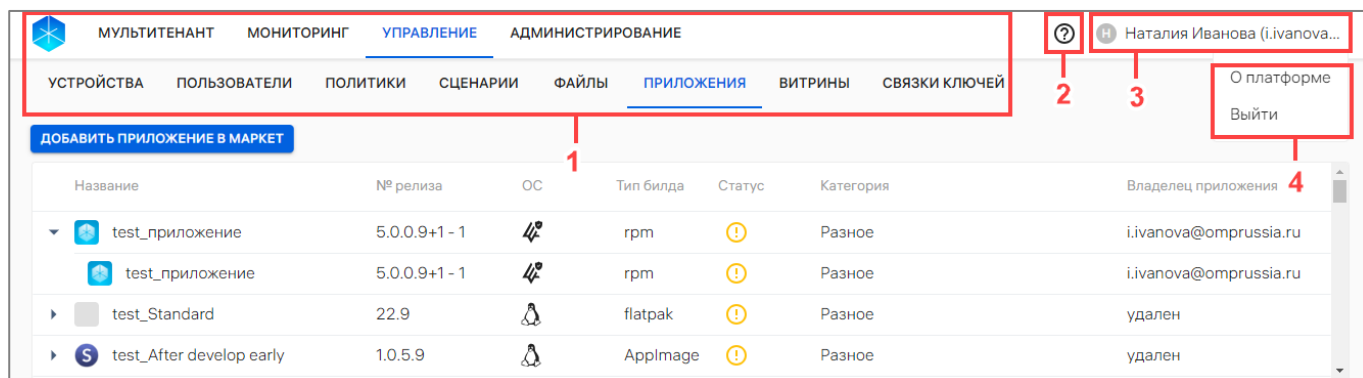 МУЛЬТИТЕНАНТ МОНИТОРИНГ УПРАВЛЕНИЕ АДМИНИСТРИРОВАНИЕ Н Наталия Иванова (i.ivanova...
УСТРОЙСТВА ПОЛЬЗОВАТЕЛИ ПОЛИТИКИ СЦЕНАРИИ ФАЙЛЫ ПРИЛОЖЕНИЯ ВИТРИНЫ СВЯЗКИ КЛЮЧЕЙ 2 3 О платформе
Выйти
ДОБАВИТЬ ПРИЛОЖЕНИЕ В МАРКЕТ 1
Название № релиза ОС Тип билда Статус Категория Владелец приложения 4
test_приложение 5.0.0.9+1 - 1 rpm Разное i.ivanova@omprussia.ru
test_приложение 5.0.0.9+1 - 1 rpm Разное i.ivanova@omprussia.ru
test_Standard 22.9 flatpak Разное удален
S test_After develop early 1.0.5.9 AppImage Разное удален